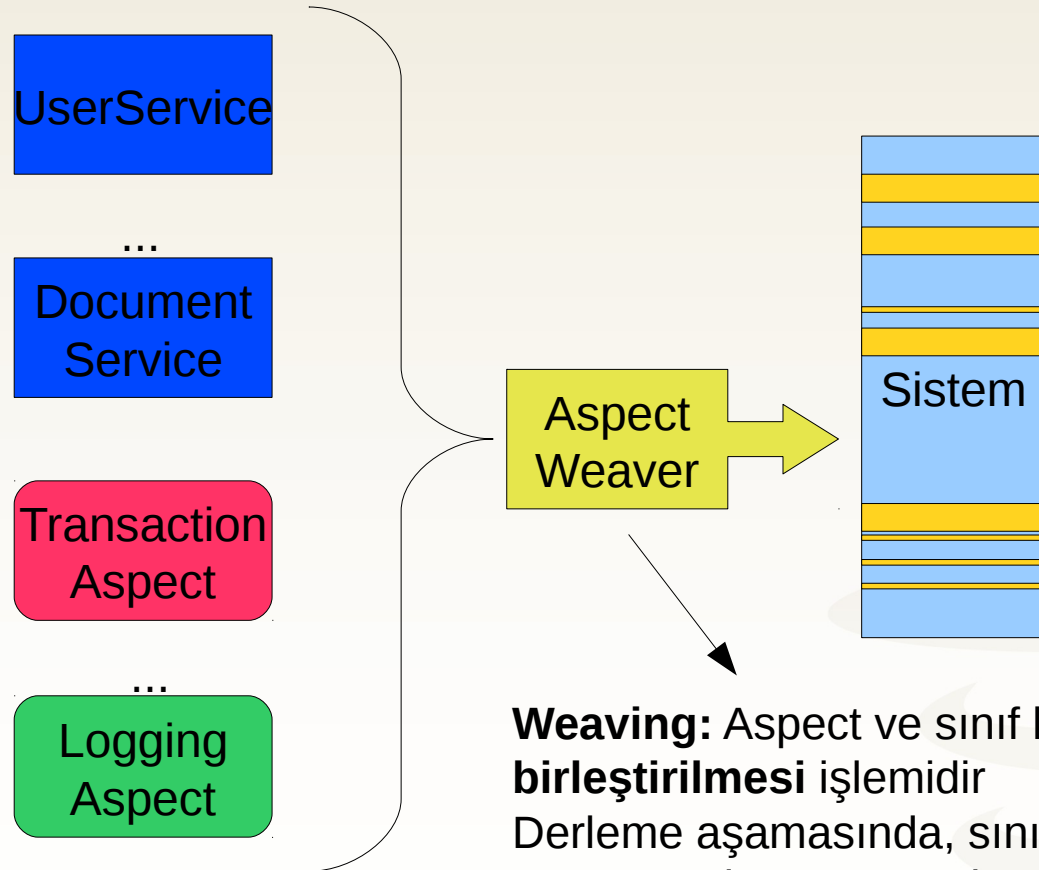 UserService
...
Document
Service
Transaction
Aspect
...
Logging
Aspect
Aspect
Weaver
Sistem
Weaving: Aspect ve sınıf
birleştirilmesi işlemidir
Derleme aşamasında,